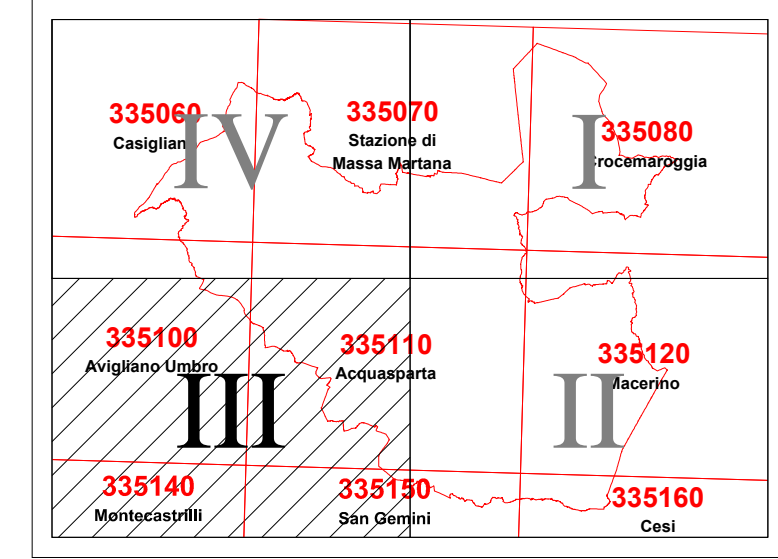 335060
Casiglian
IV
335070
Stazione di
Massa Martana
I
335080
Crocemaroggia
335100
Avigliano Umbro
III
335110
Acquasparta
335120
Macerino
II
335140
Montecastrilli
335150
San Gemini
335160
Cesi